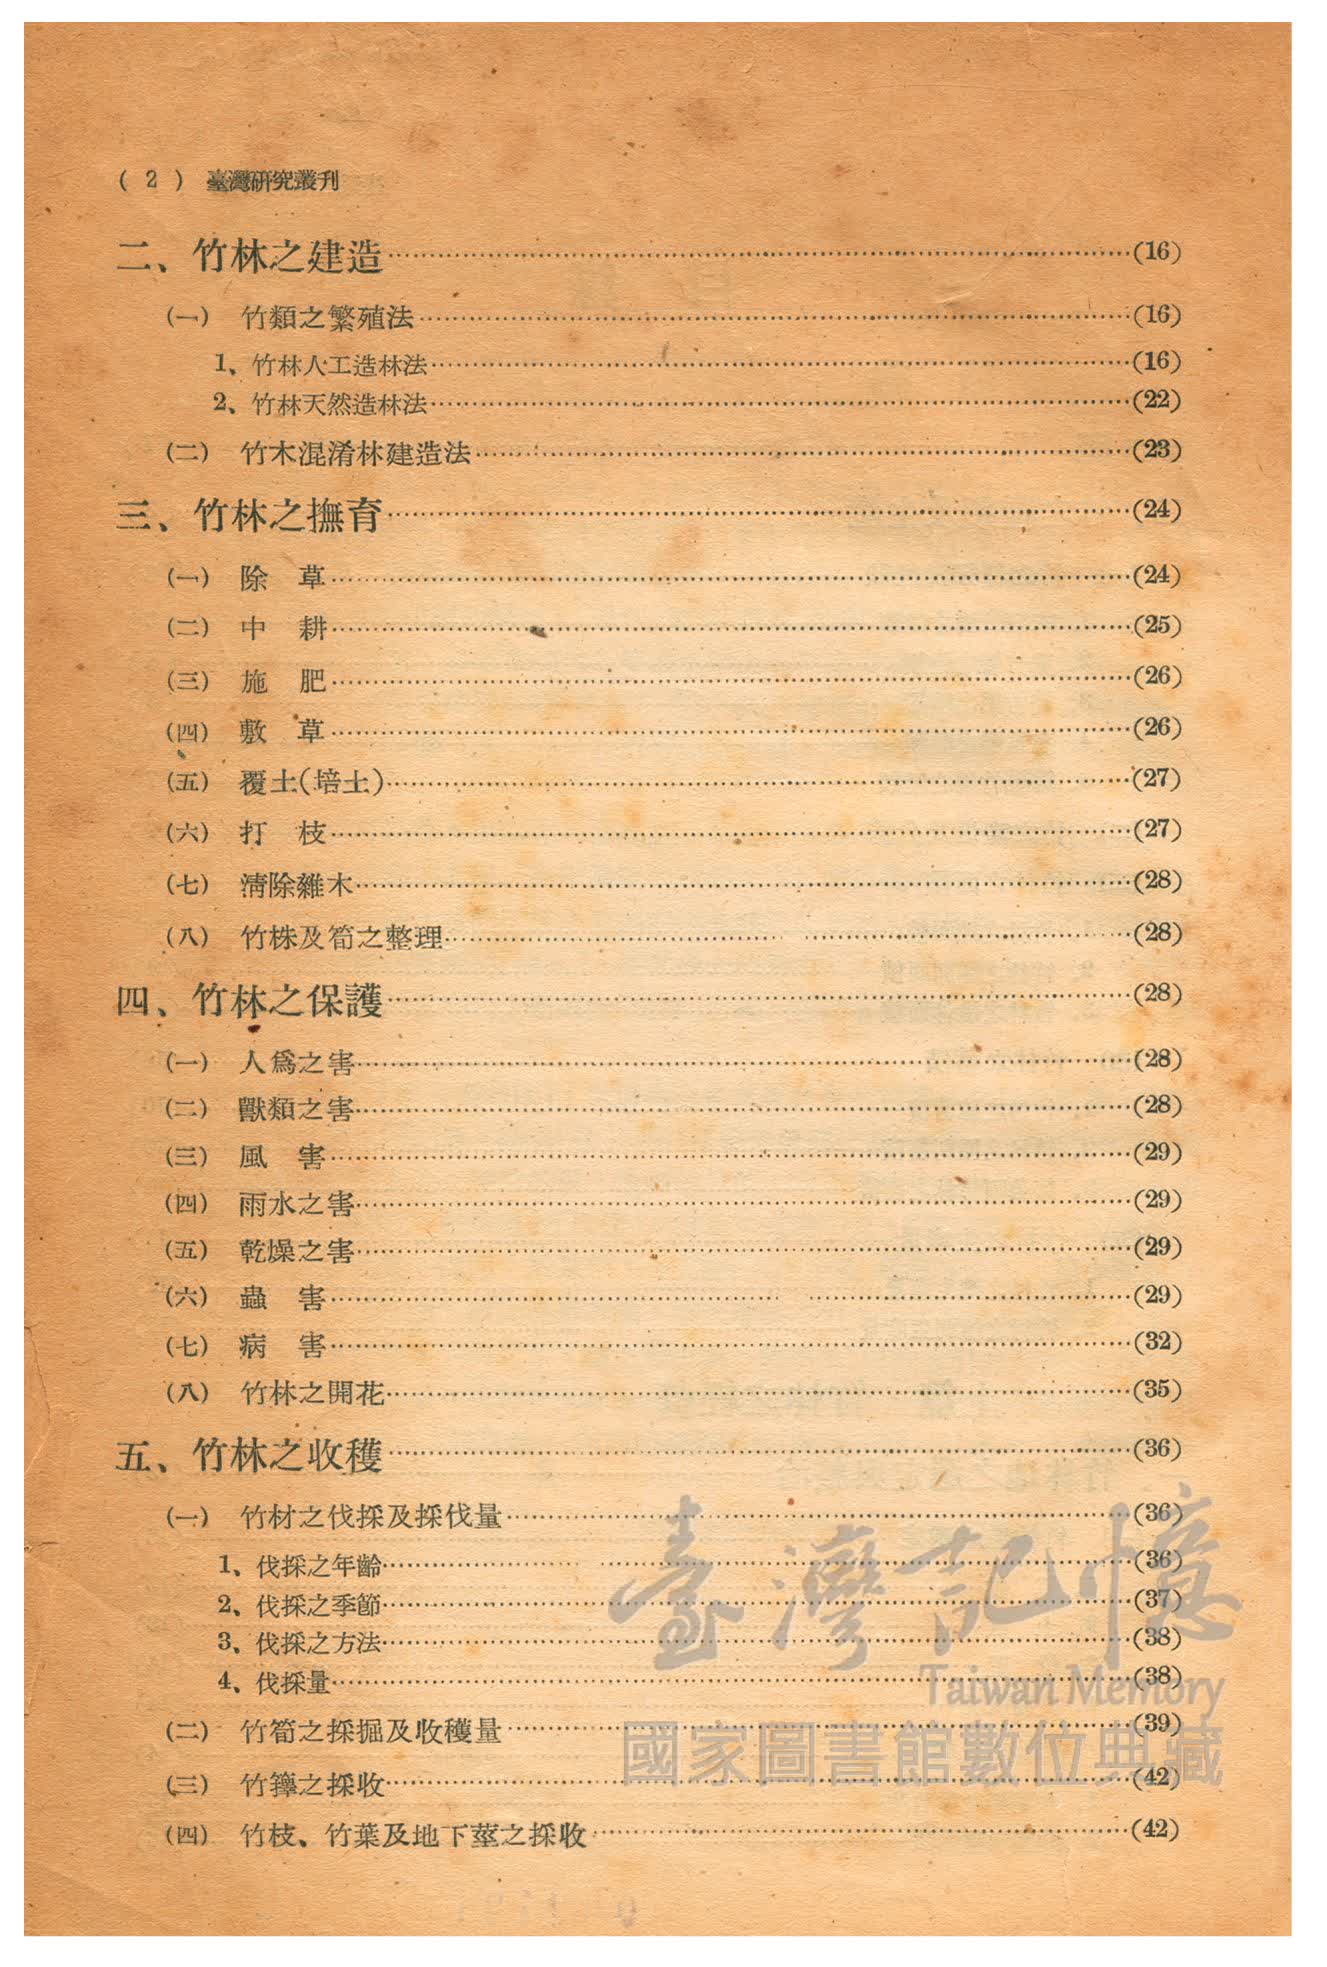 ( 2 ) 臺灣研究叢刊
二、竹林之建造……(16)
(一) 竹類之繁殖法……(16)
1、竹林人工造林法……(16)
2、竹林天然造林法……(22)
(二) 竹木混淆林建造法……(23)
三、竹林之撫育……(24)
(一) 除　草……(24)
(二) 中　耕……(25)
(三) 施　肥……(26)
(四) 敷　草……(26)
(五) 覆土(培土)……(27)
(六) 打　枝……(27)
(七) 淸除雜木……(28)
(八) 竹株及筍之整理……(28)
四、竹林之保護……(28)
(一) 人爲之害……(28)
(二) 獸類之害……(28)
(三) 風　害……(29)
(四) 雨水之害……(29)
(五) 乾燥之害……(29)
(六) 蟲　害……(29)
(七) 病　害……(32)
(八) 竹林之開花……(35)
五、竹林之收穫……(36)
(一) 竹材之伐採及採伐量……(36)
1、伐採之年齡……(36)
2、伐採之季節……(37)
3、伐採之方法……(38)
4、伐採量……(38)
(二) 竹筍之採掘及收穫量……(39)
(三) 竹籜之採收……(42)
(四) 竹枝、竹葉及地下莖之採收……(42)
臺灣記憶
Taiwan Memory
國家圖書館數位典藏